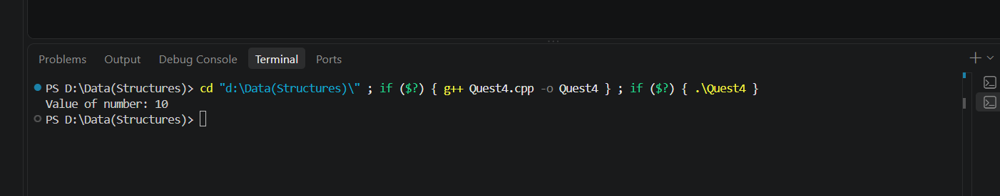 Problems Output Debug Console Terminal Ports
PS D:\Data(Structures)> cd "d:\Data(Structures)\" ; if ($?) { g++ Quest4.cpp -o Quest4 } ; if ($?) { .\Quest4 }
Value of number: 10
PS D:\Data(Structures)>